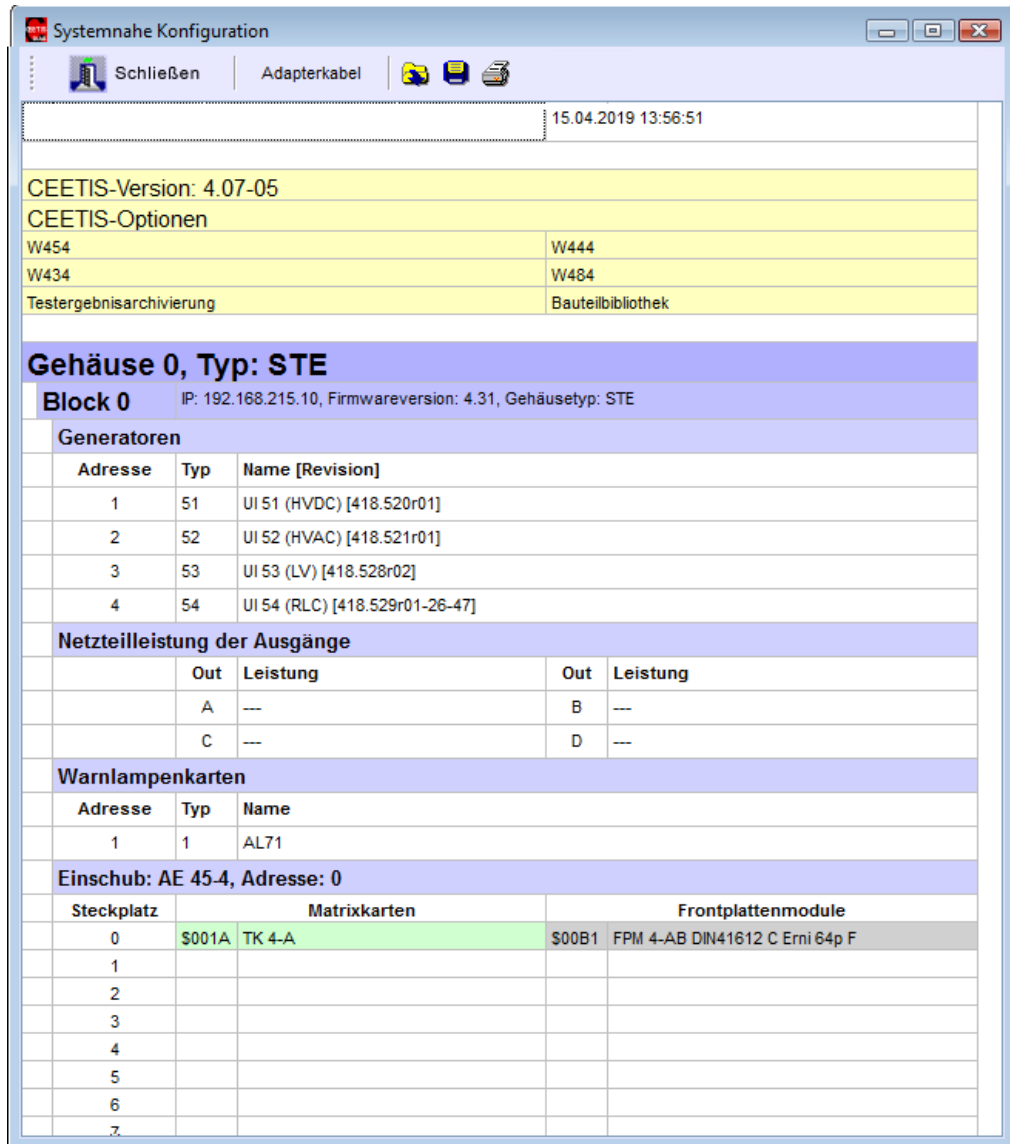 Systemnahe Konfiguration
Schließen Adapterkabel
15.04.2019 13:56:51
CEETIS-Version: 4.07-05
CEETIS-Optionen
W454 W444
W434 W484
Testergebnisarchivierung Bauteilbibliothek
Gehäuse 0, Typ: STE
Block 0 IP: 192.168.215.10, Firmwareversion: 4.31, Gehäusetyp: STE
Generatoren
Adresse Typ Name [Revision]
1 51 UI 51 (HVDC) [418.520r01]
2 52 UI 52 (HVAC) [418.521r01]
3 53 UI 53 (LV) [418.528r02]
4 54 UI 54 (RLC) [418.529r01-26-47]
Netzteilleistung der Ausgänge
Out Leistung Out Leistung
A --- B ---
C --- D ---
Warnlampenkarten
Adresse Typ Name
1 1 AL71
Einschub: AE 45-4, Adresse: 0
Steckplatz Matrixkarten Frontplattenmodule
0 $001A TK 4-A $00B1 FPM 4-AB DIN41612 C Erni 64p F
1
2
3
4
5
6
7